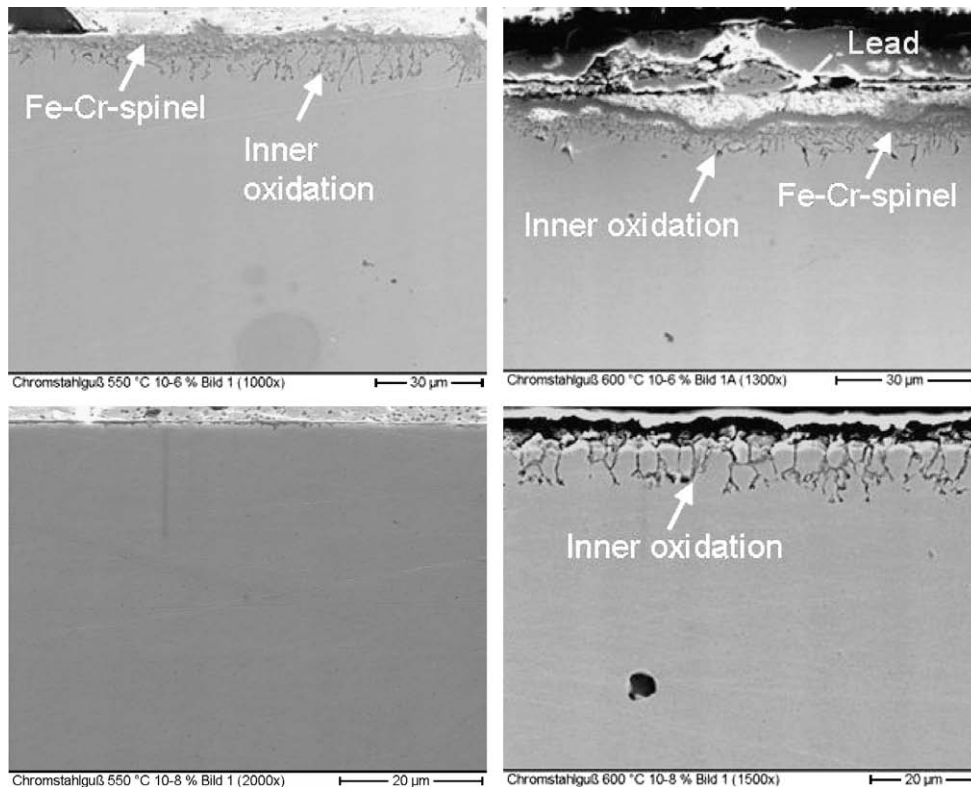 Fe-Cr-spinel
Inner
oxidation
Chromstahlguß 550 °C 10-6 % Bild 1 (1000x)
30 µm
Lead
Inner oxidation
Fe-Cr-spinel
Chromstahlguß 600 °C 10-6 % Bild 1A (1300x)
30 µm
Chromstahlguß 550 °C 10-8 % Bild 1 (2000x)
20 µm
Inner oxidation
Chromstahlguß 600 °C 10-8 % Bild 1 (1500x)
20 µm